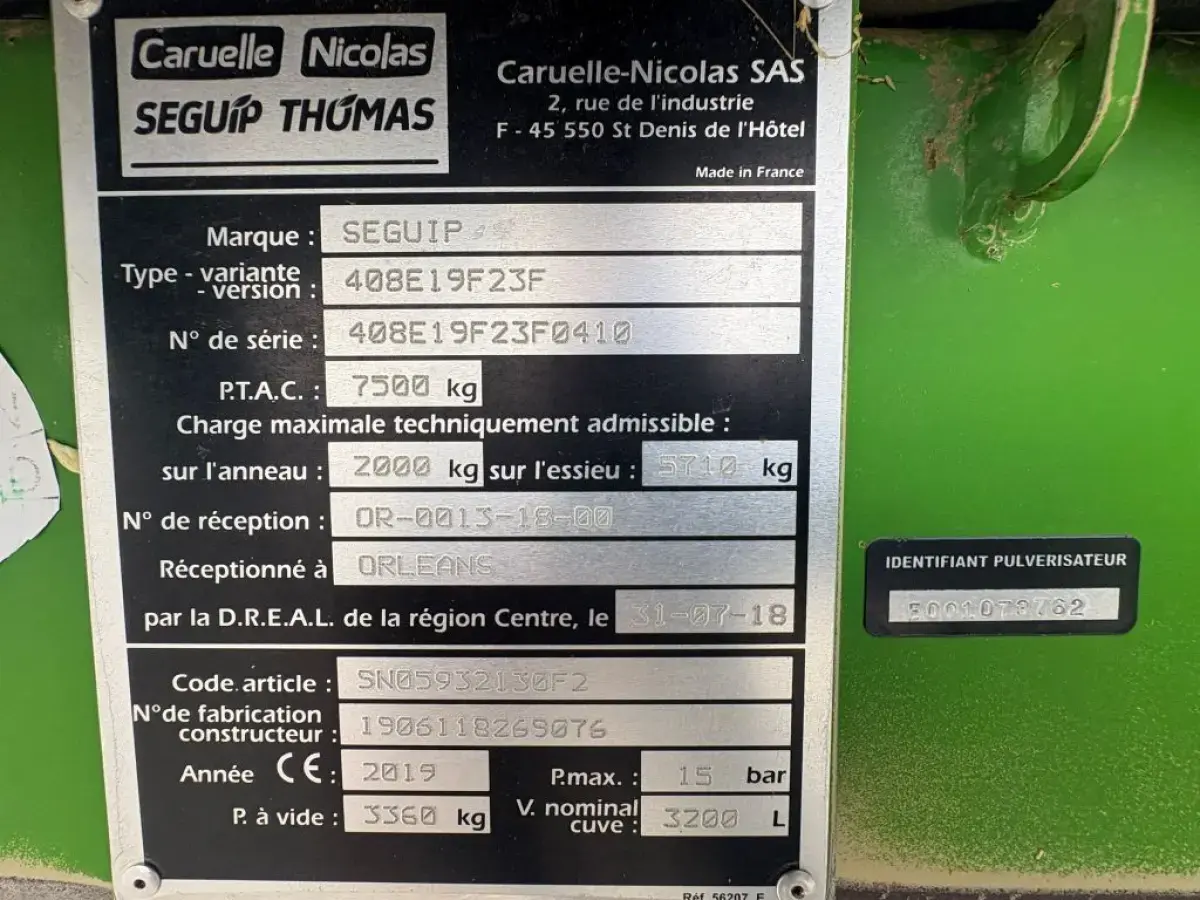 Caruelle Nicolas
SEGUIP THOMAS
Caruelle-Nicolas SAS
2, rue de l'industrie
F - 45 550 St Denis de l'Hôtel
Made in France
Marque : SEGUIP
Type - variante
- version : 408E19F23F
N° de série : 408E19F23F0410
P.T.A.C. : 7500 kg
Charge maximale techniquement admissible :
sur l'anneau : 2000 kg sur l'essieu : 5710 kg
N° de réception : OR-0013-18-00
Réceptionné à ORLEANS
par la D.R.E.A.L. de la région Centre, le 31-07-18
IDENTIFIANT PULVERISATEUR
Code article : SN05932130F2
N°de fabrication
constructeur : 1906118269076
Année CE : 2019 P.max. : 15 bar
P. à vide : 3360 kg V. nominal
cuve : 3200 L
Réf. 56207 F